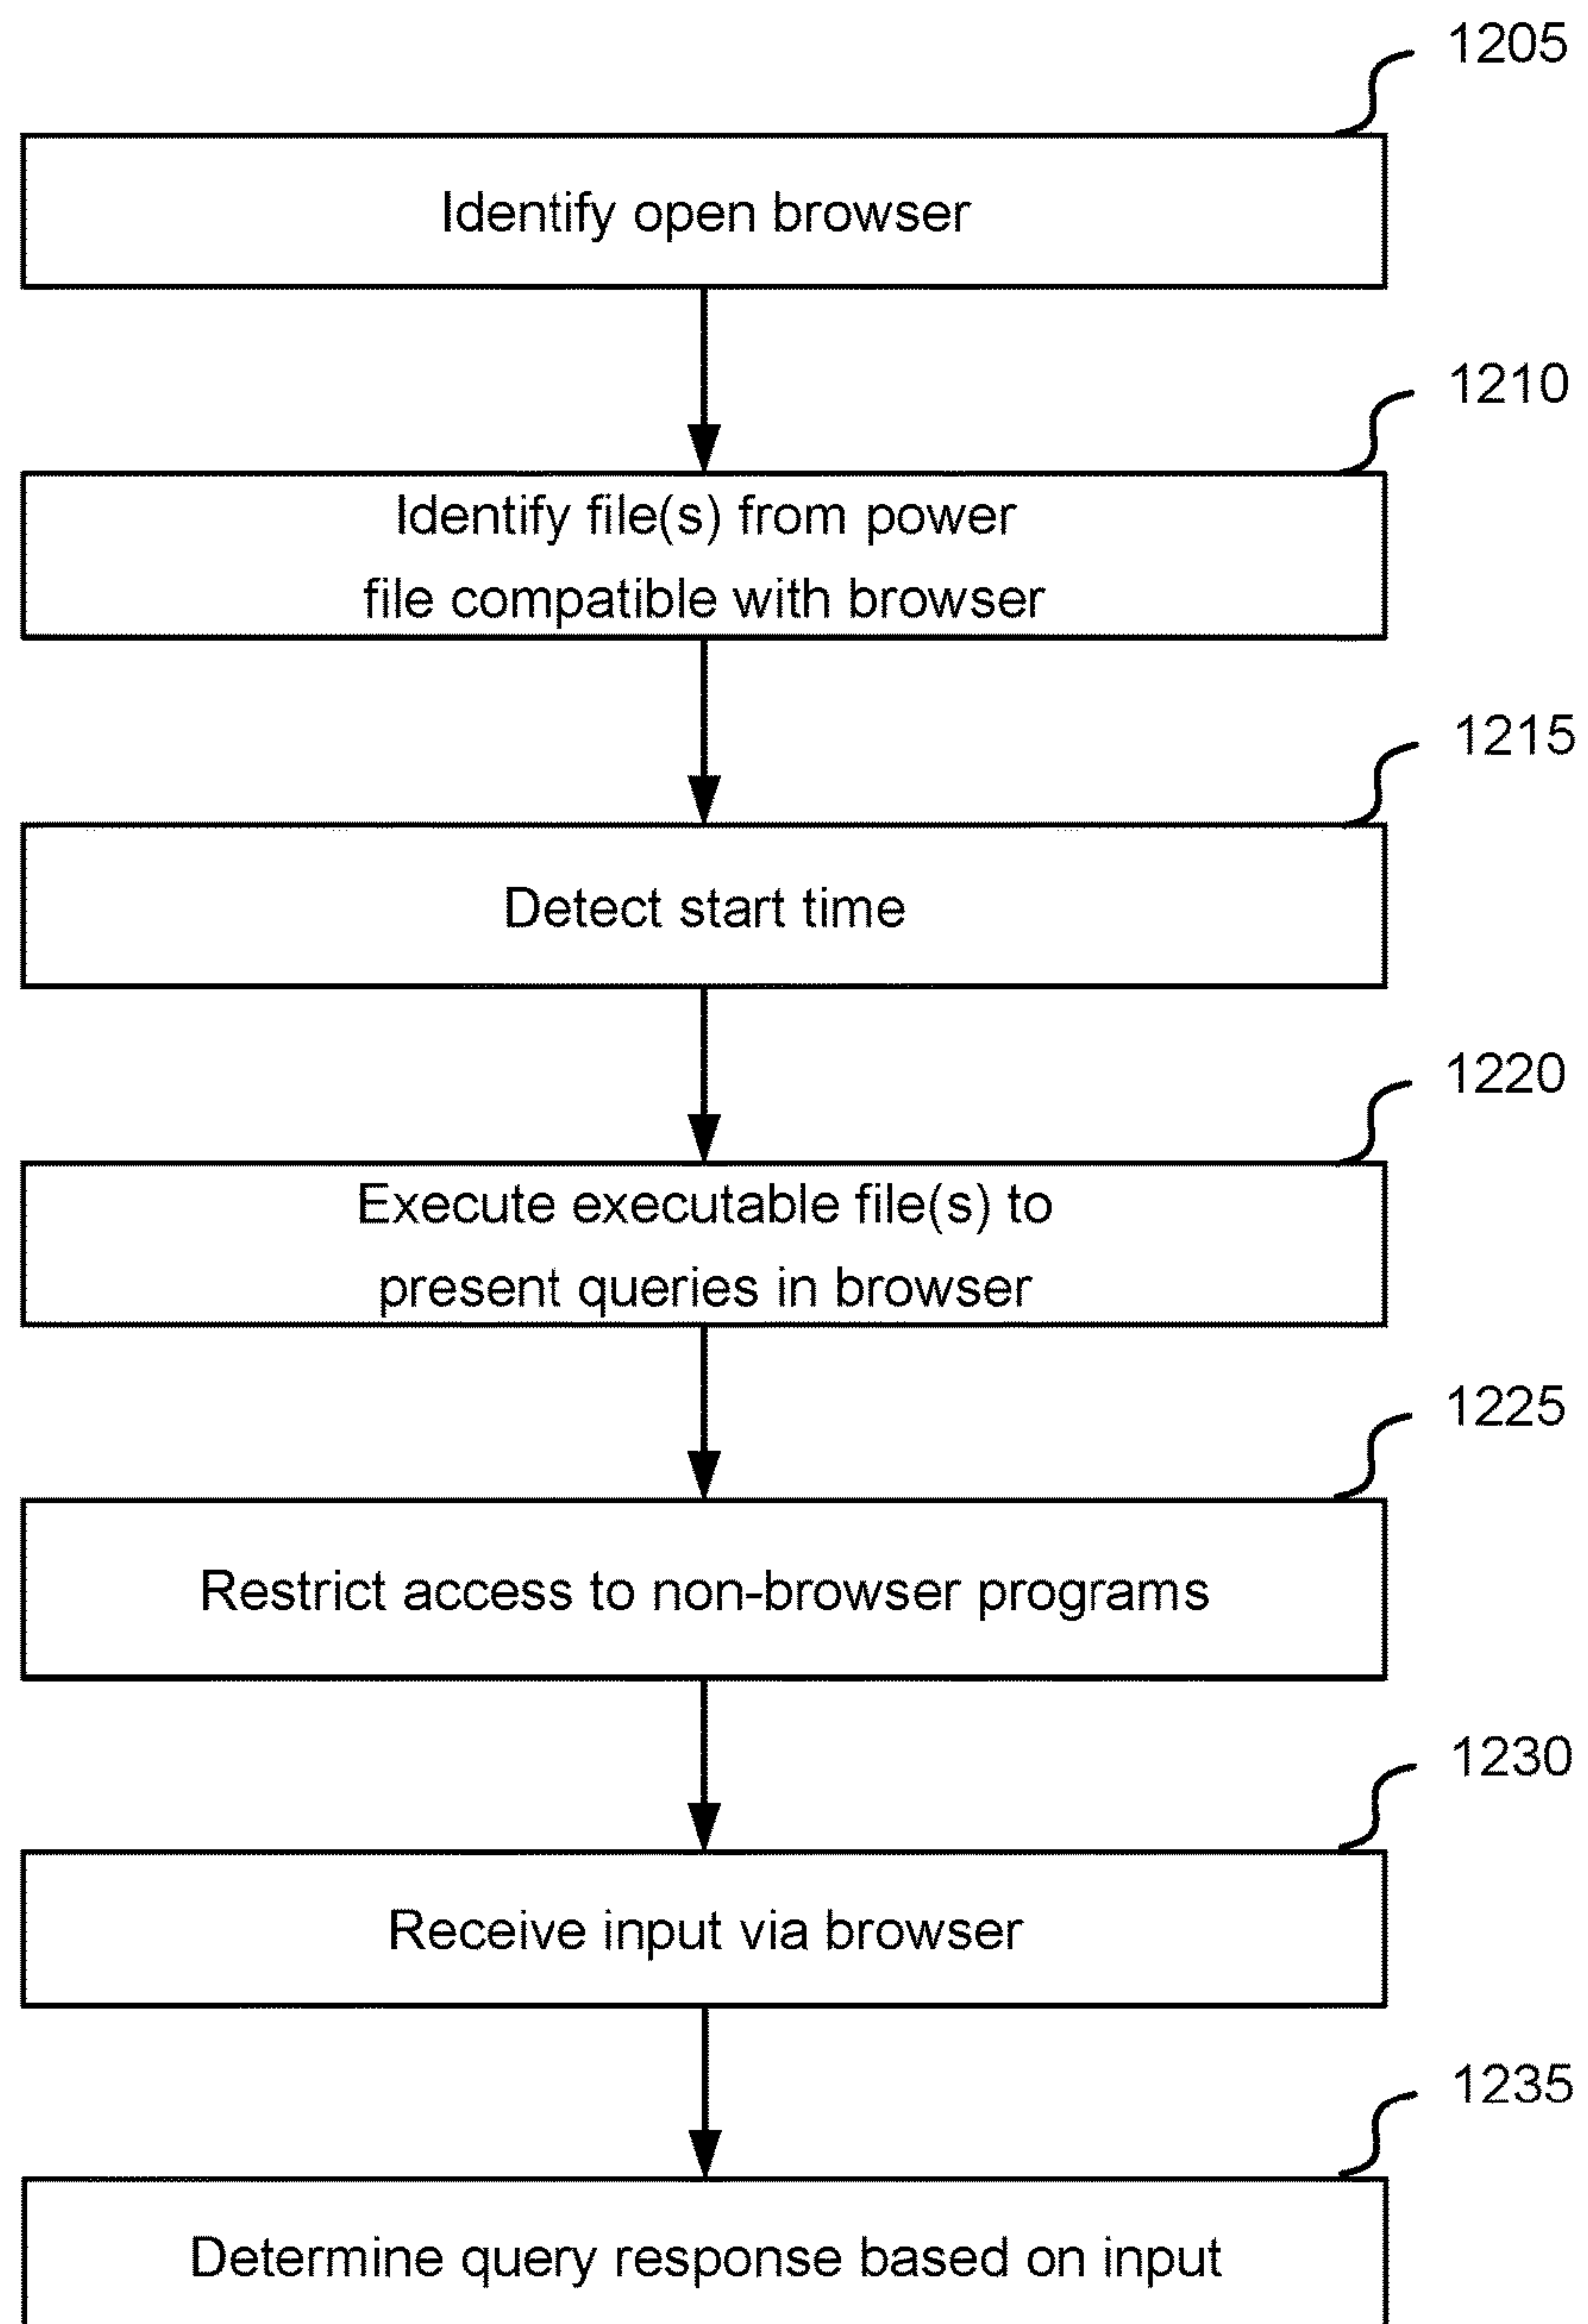 1205
Identify open browser
1210
Identify file(s) from power
file compatible with browser
1215
Detect start time
1220
Execute executable file(s) to
present queries in browser
1225
Restrict access to non-browser programs
1230
Receive input via browser
1235
Determine query response based on input